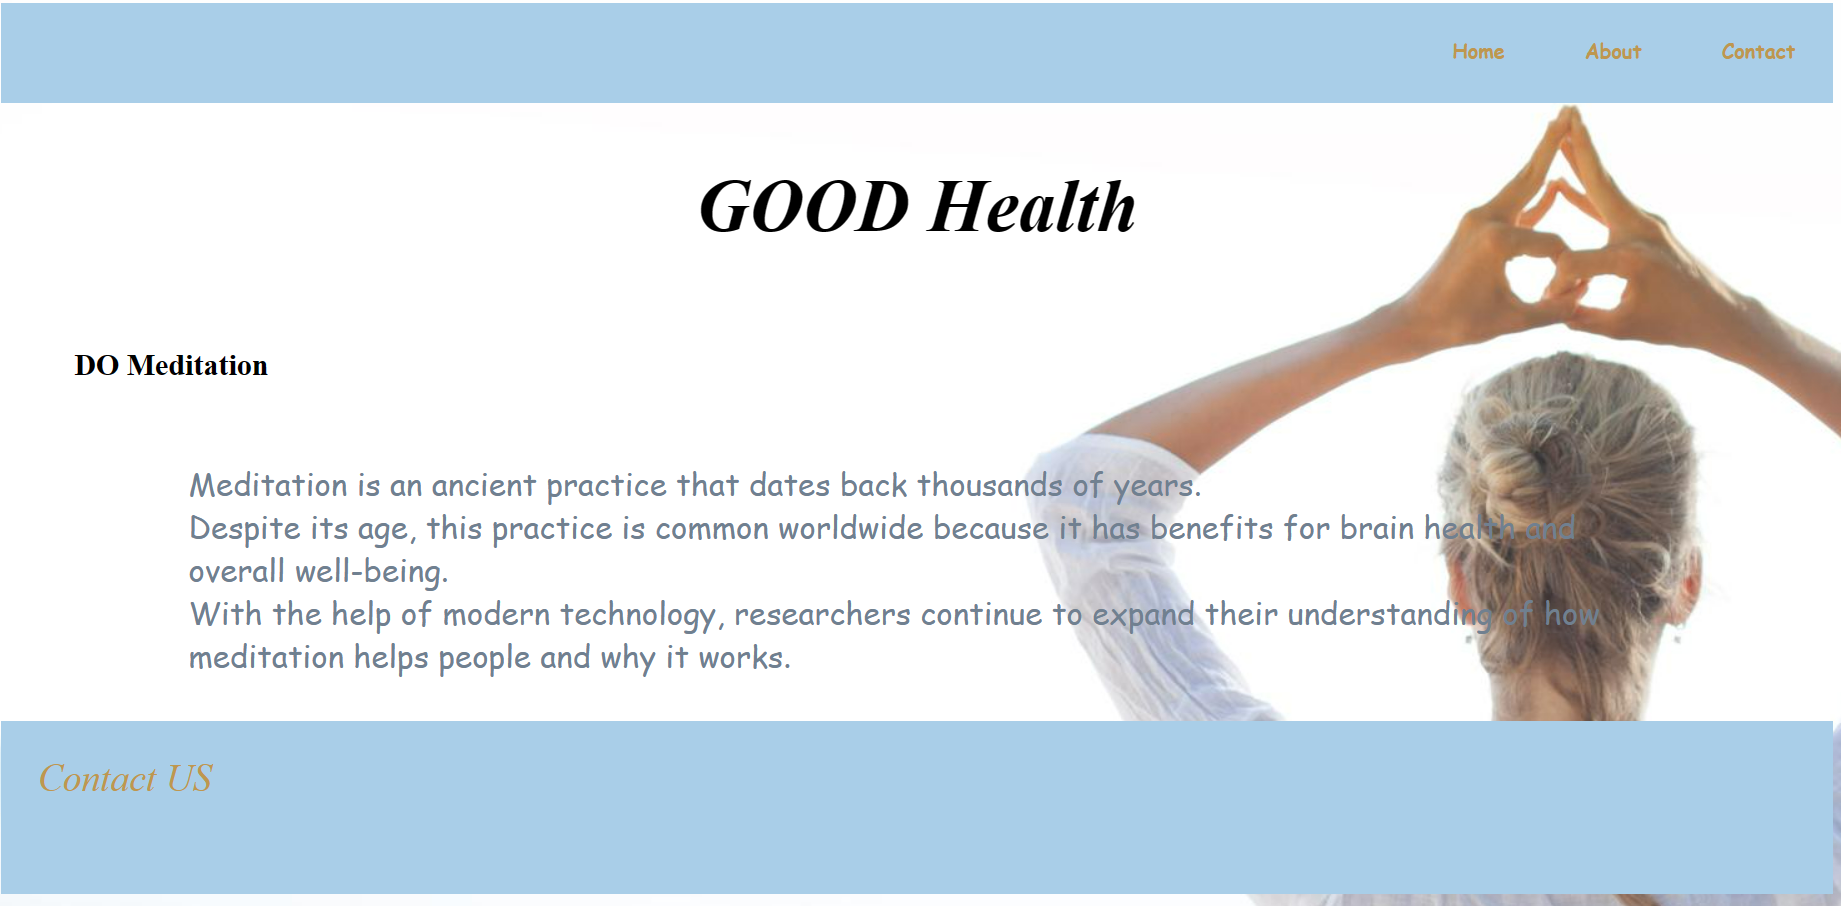 Home About Contact
GOOD Health
DO Meditation
Meditation is an ancient practice that dates back thousands of years.
Despite its age, this practice is common worldwide because it has benefits for brain health and
overall well-being.
With the help of modern technology, researchers continue to expand their understanding of how
meditation helps people and why it works.
Contact US